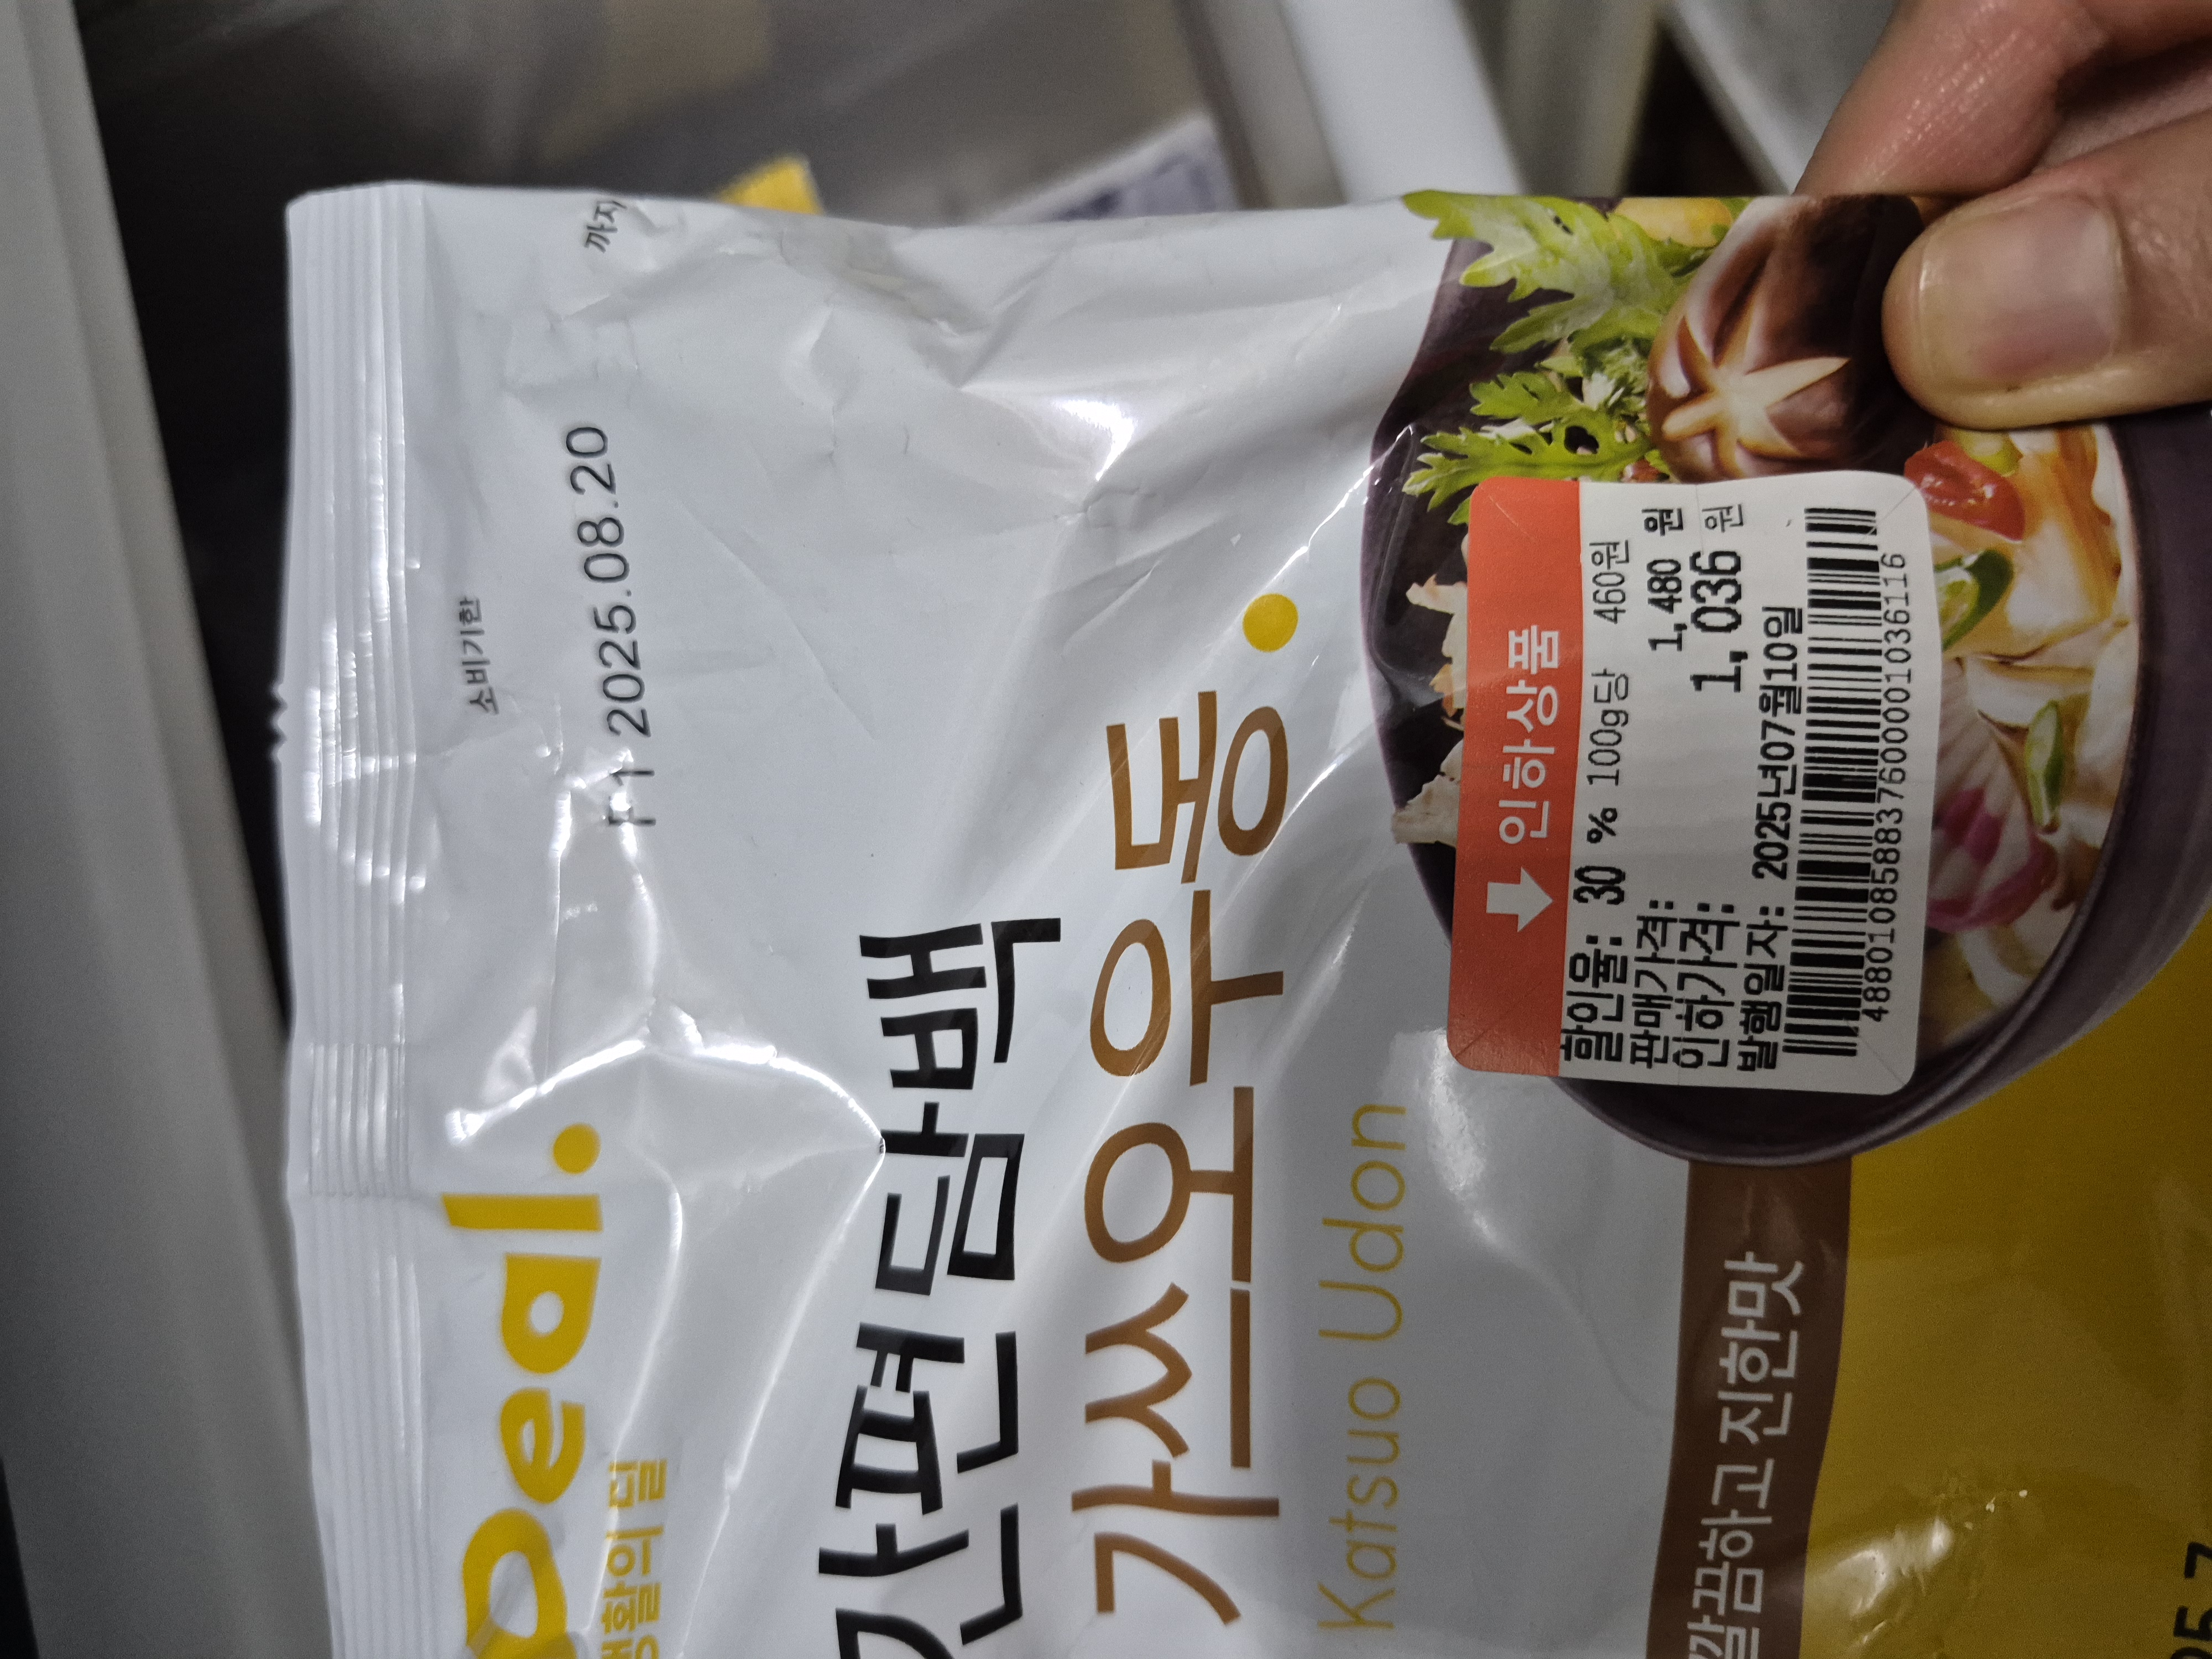 소비기한
F1 2025.08.20
까지
Deal.
생활의 딜
간편담백
가쓰오우동.
Katsuo Udon
깔끔하고 진한맛
인하상품
할인율: 30 % 100g당 460원
판매가격: 1,480 원
인하가격: 1,036 원
발행일자: 2025년07월10일
488010858837600001036116